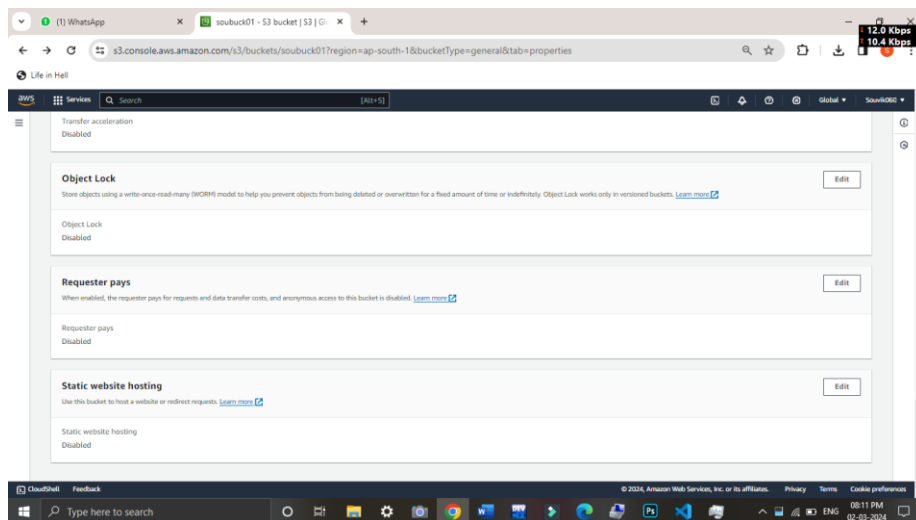 (1) WhatsApp
soubuck01 - S3 bucket | S3 | Gl
12.0 Kbps
10.4 Kbps
s3.console.aws.amazon.com/s3/buckets/soubuck01?region=ap-south-1&bucketType=general&tab=properties
Life in Hell
aws Services Search [Alt+S] Global Souvik060
Transfer acceleration
Disabled
Object Lock
Edit
Store objects using a write-once-read-many (WORM) model to help you prevent objects from being deleted or overwritten for a fixed amount of time or indefinitely. Object Lock works only in versioned buckets. Learn more
Object Lock
Disabled
Requester pays
Edit
When enabled, the requester pays for requests and data transfer costs, and anonymous access to this bucket is disabled. Learn more
Requester pays
Disabled
Static website hosting
Edit
Use this bucket to host a website or redirect requests. Learn more
Static website hosting
Disabled
CloudShell Feedback © 2024, Amazon Web Services, Inc. or its affiliates. Privacy Terms Cookie preferences
Type here to search
ENG
08:11 PM
02-03-2024